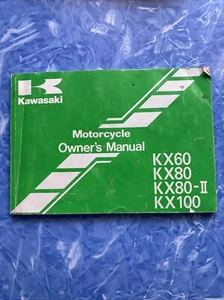 Kawasaki
Motorcycle
Owner's Manual
KX60
KX80
KX80-II
KX100